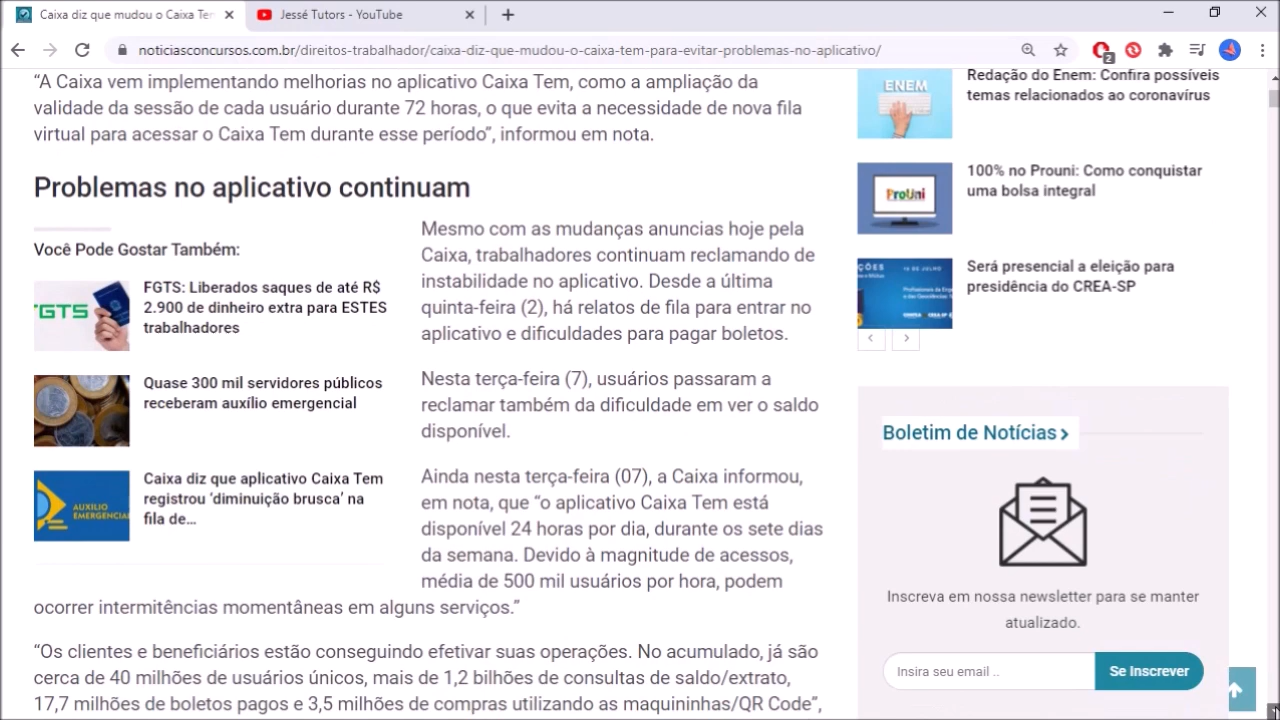 Caixa diz que mudou o Caixa Tem
Jessé Tutors - YouTube
noticiasconcursos.com.br/direitos-trabalhador/caixa-diz-que-mudou-o-caixa-tem-para-evitar-problemas-no-aplicativo/
2
“A Caixa vem implementando melhorias no aplicativo Caixa Tem, como a ampliação da
validade da sessão de cada usuário durante 72 horas, o que evita a necessidade de nova fila
virtual para acessar o Caixa Tem durante esse período”, informou em nota.
Problemas no aplicativo continuam
Você Pode Gostar Também:
FGTS
FGTS: Liberados saques de até R$
2.900 de dinheiro extra para ESTES
trabalhadores
Quase 300 mil servidores públicos
receberam auxílio emergencial
AUXILIO
EMERGENCIAL
Caixa diz que aplicativo Caixa Tem
registrou ‘diminuição brusca’ na
fila de...
Mesmo com as mudanças anuncias hoje pela
Caixa, trabalhadores continuam reclamando de
instabilidade no aplicativo. Desde a última
quinta-feira (2), há relatos de fila para entrar no
aplicativo e dificuldades para pagar boletos.
Nesta terça-feira (7), usuários passaram a
reclamar também da dificuldade em ver o saldo
disponível.
Ainda nesta terça-feira (07), a Caixa informou,
em nota, que “o aplicativo Caixa Tem está
disponível 24 horas por dia, durante os sete dias
da semana. Devido à magnitude de acessos,
média de 500 mil usuários por hora, podem
ocorrer intermitências momentâneas em alguns serviços.”
“Os clientes e beneficiários estão conseguindo efetivar suas operações. No acumulado, já são
cerca de 40 milhões de usuários únicos, mais de 1,2 bilhões de consultas de saldo/extrato,
17,7 milhões de boletos pagos e 3,5 milhões de compras utilizando as maquininhas/QR Code”,
ENEM
Redação do Enem: Confira possíveis
temas relacionados ao coronavírus
ProUni
100% no Prouni: Como conquistar
uma bolsa integral
Será presencial a eleição para
presidência do CREA-SP
Boletim de Notícias
Inscreva em nossa newsletter para se manter
atualizado.
Insira seu email ..
Se Inscrever